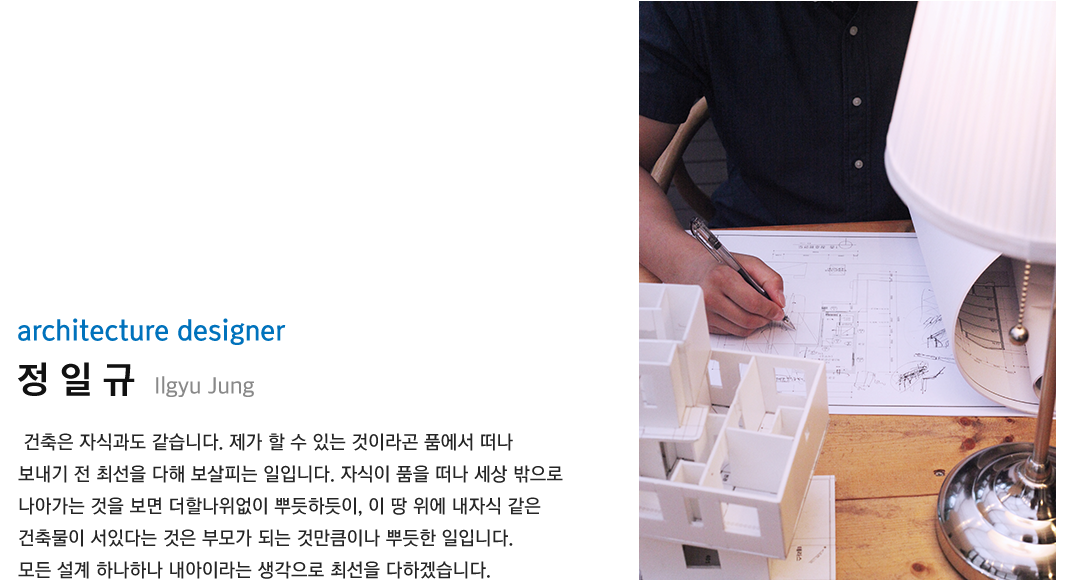 architecture designer
정 일 규 Ilgyu Jung
건축은 자식과도 같습니다. 제가 할 수 있는 것이라곤 품에서 떠나
보내기 전 최선을 다해 보살피는 일입니다. 자식이 품을 떠나 세상 밖으로
나아가는 것을 보면 더할나위없이 뿌듯하듯이, 이 땅 위에 내자식 같은
건축물이 서있다는 것은 부모가 되는 것만큼이나 뿌듯한 일입니다.
모든 설계 하나하나 내아이라는 생각으로 최선을 다하겠습니다.